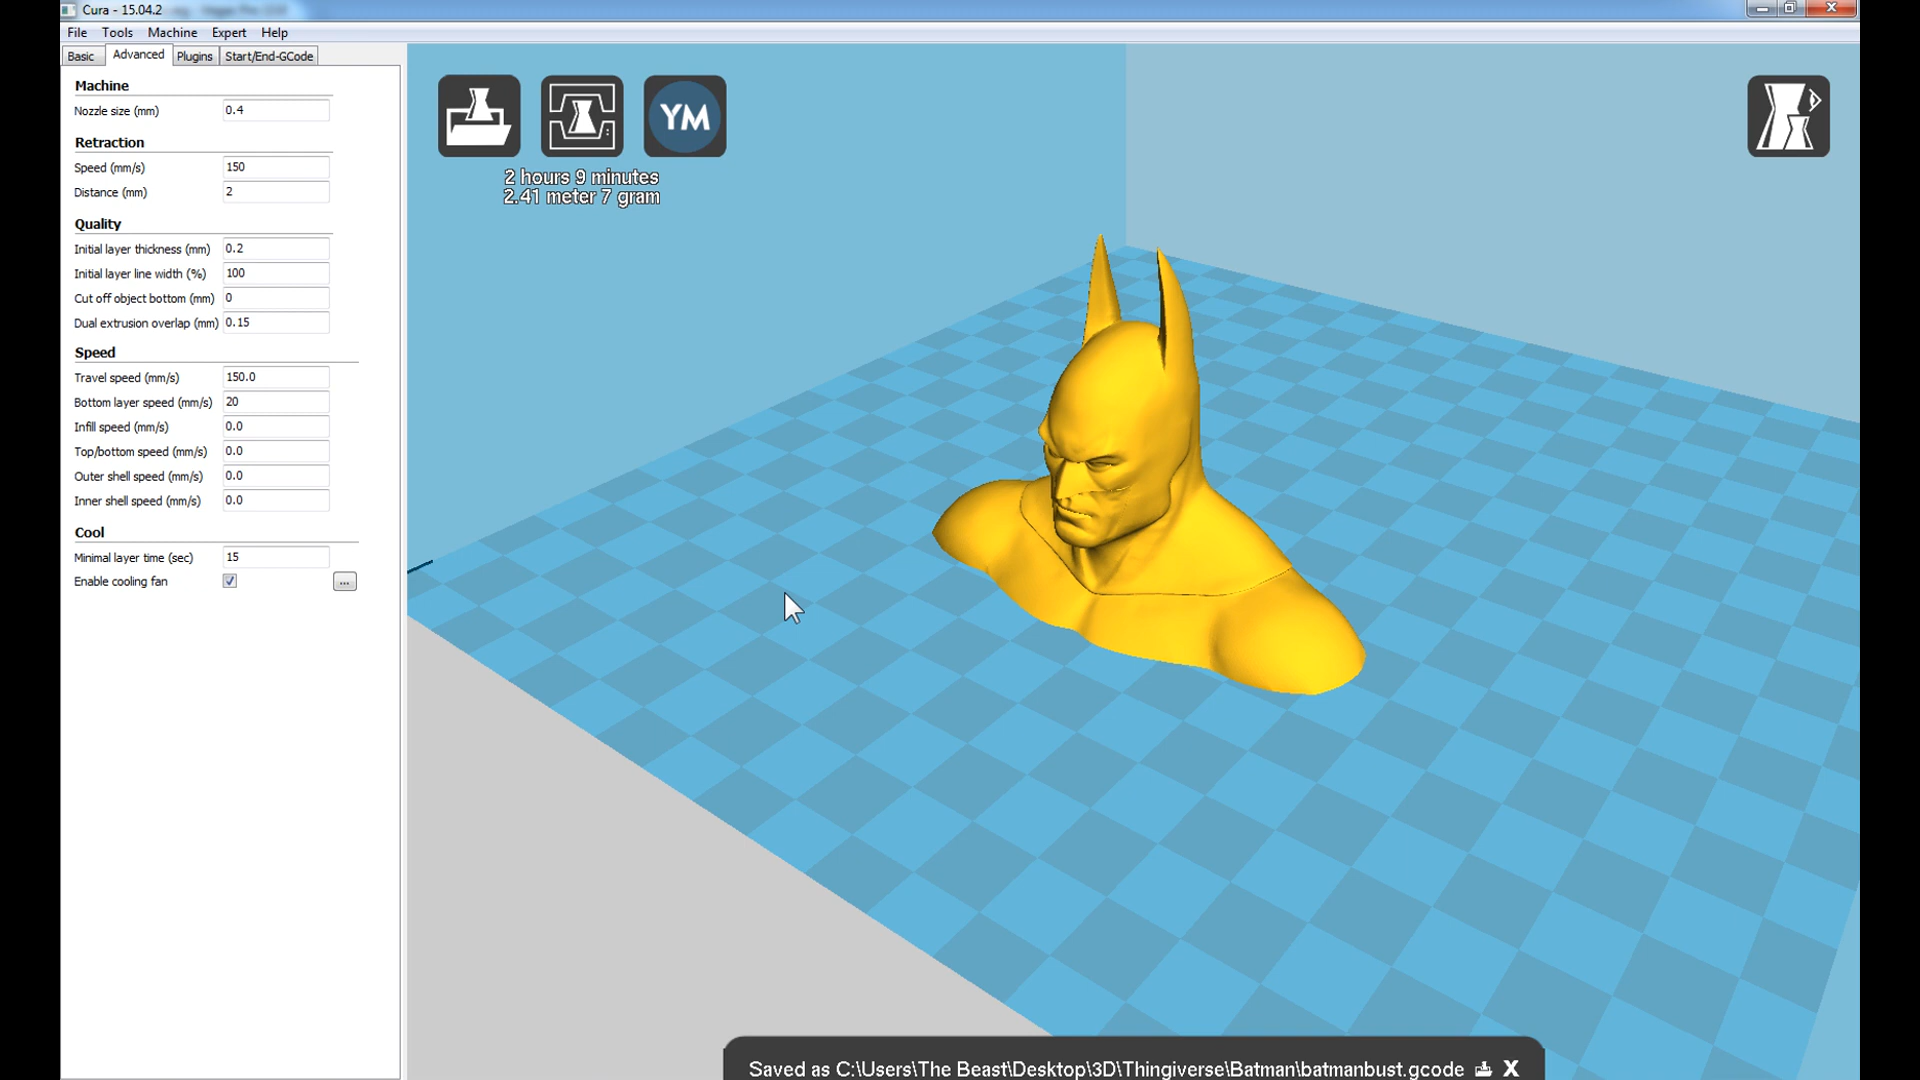 Cura - 15.04.2
File Tools Machine Expert Help
Basic Advanced Plugins Start/End-GCode
Machine
Nozzle size (mm) 0.4
Retraction
Speed (mm/s) 150
Distance (mm) 2
Quality
Initial layer thickness (mm) 0.2
Initial layer line width (%) 100
Cut off object bottom (mm) 0
Dual extrusion overlap (mm) 0.15
Speed
Travel speed (mm/s) 150.0
Bottom layer speed (mm/s) 20
Infill speed (mm/s) 0.0
Top/bottom speed (mm/s) 0.0
Outer shell speed (mm/s) 0.0
Inner shell speed (mm/s) 0.0
Cool
Minimal layer time (sec) 15
Enable cooling fan ...
YM
2 hours 9 minutes
2.41 meter 7 gram
Saved as C:\Users\The Beast\Desktop\3D\Thingiverse\Batman\batmanbust.gcode X